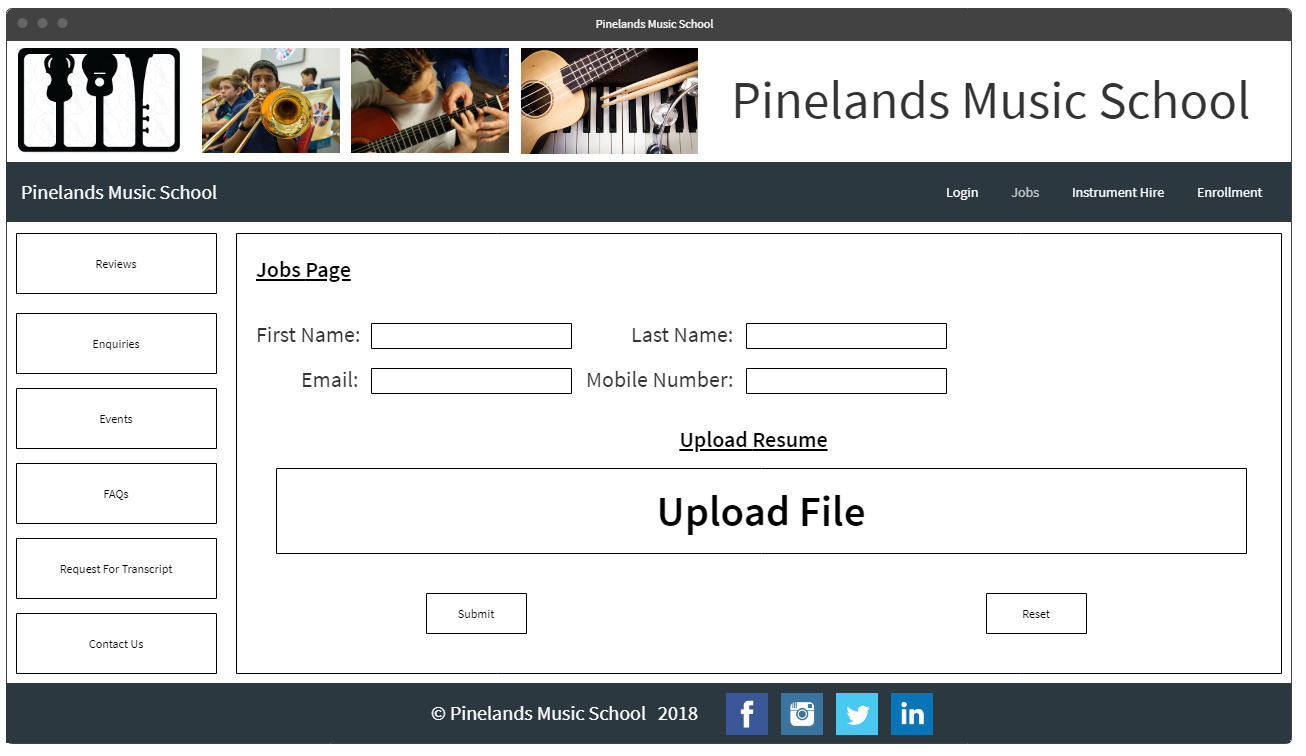 Pinelands Music School
Pinelands Music School
Pinelands Music School
Login Jobs Instrument Hire Enrollment
Reviews
Enquiries
Events
FAQs
Request For Transcript
Contact Us
Jobs Page
First Name: Last Name:
Email: Mobile Number:
Upload Resume
Upload File
Submit Reset
© Pinelands Music School 2018